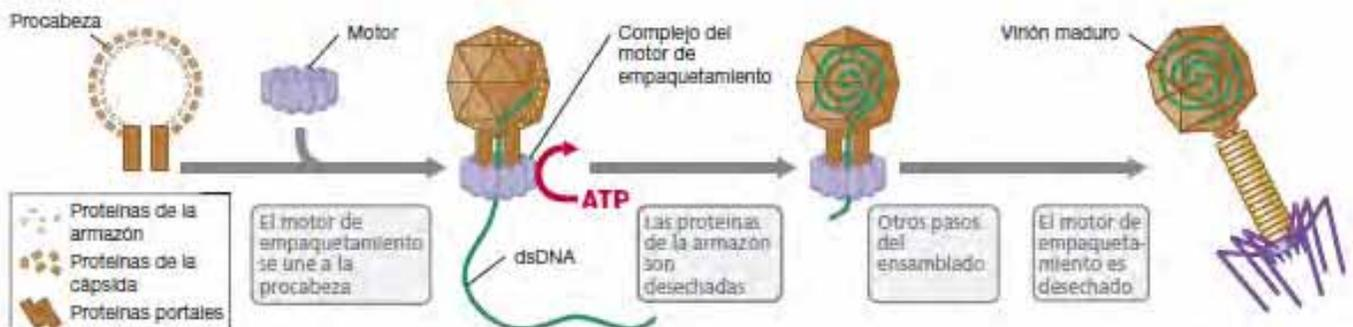 Procabeza
Motor
Complejo del
motor de
empaquetamiento
Virión maduro
ATP
dsDNA
Proteínas de la
armazón
Proteínas de la
cápsida
Proteínas portales
El motor de
empaquetamiento
se une a la
procabeza
Las proteínas
de la armazón
son
desechadas
Otros pasos
del
ensamblado
El motor de
empaqueta-
miento es
desechado